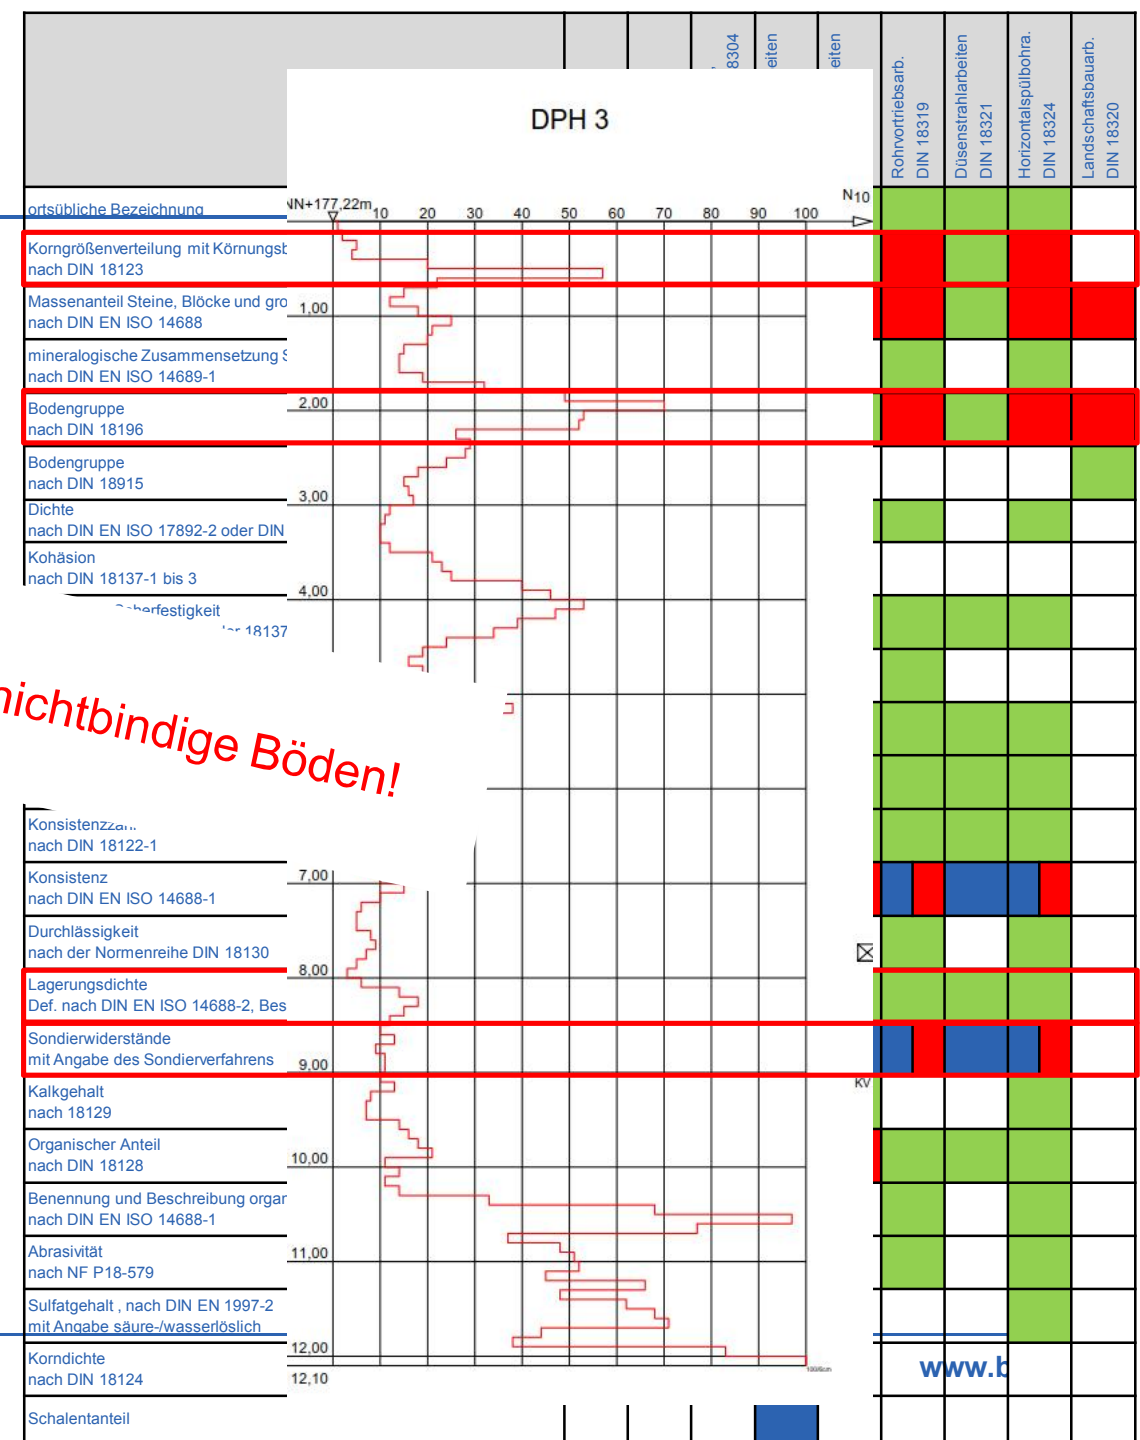 8304
eiten
eiten
Rohrvortriebsarb.
DIN 18319
Düsenstrahlarbeiten
DIN 18321
Horizontalspülbohra.
DIN 18324
Landschaftsbauarb.
DIN 18320
DPH 3
NN+177,22m
10 20 30 40 50 60 70 80 90 100
N10
1,00
2,00
3,00
4,00
7,00
8,00
9,00
10,00
11,00
12,00
12,10
KV
ortsübliche Bezeichnung
Korngrößenverteilung mit Körnungsb
nach DIN 18123
Massenanteil Steine, Blöcke und gro
nach DIN EN ISO 14688
mineralogische Zusammensetzung S
nach DIN EN ISO 14689-1
Bodengruppe
nach DIN 18196
Bodengruppe
nach DIN 18915
Dichte
nach DIN EN ISO 17892-2 oder DIN
Kohäsion
nach DIN 18137-1 bis 3
Scherfestigkeit
18137
nichtbindige Böden!
Konsistenzzahl
nach DIN 18122-1
Konsistenz
nach DIN EN ISO 14688-1
Durchlässigkeit
nach der Normenreihe DIN 18130
Lagerungsdichte
Def. nach DIN EN ISO 14688-2, Bes
Sondierwiderstände
mit Angabe des Sondierverfahrens
Kalkgehalt
nach 18129
Organischer Anteil
nach DIN 18128
Benennung und Beschreibung organ
nach DIN EN ISO 14688-1
Abrasivität
nach NF P18-579
Sulfatgehalt , nach DIN EN 1997-2
mit Angabe säure-/wasserlöslich
Korndichte
nach DIN 18124
Schalentanteil
www.b